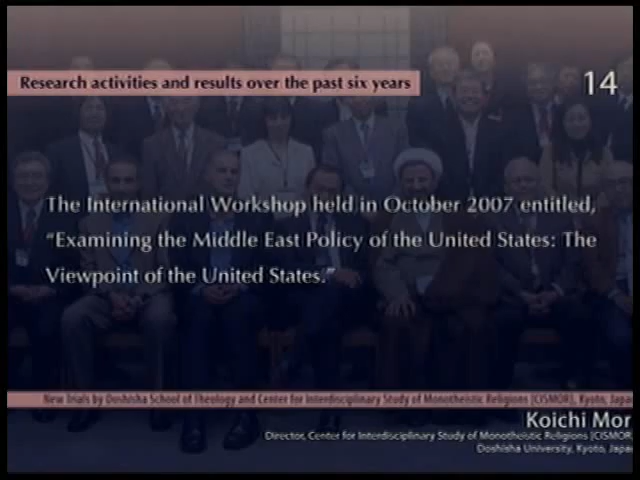 Research activities and results over the past six years
14
The International Workshop held in October 2007 entitled,
"Examining the Middle East Policy of the United States: The
Viewpoint of the United States."
New Trials by Doshisha School of Theology and Center for Interdisciplinary Study of Monotheistic Religions [CISMOR], Kyoto, Japa
Koichi Mor
Director, Center for Interdisciplinary Study of Monotheistic Religions [CISMOR
Doshisha University, Kyoto, Japa